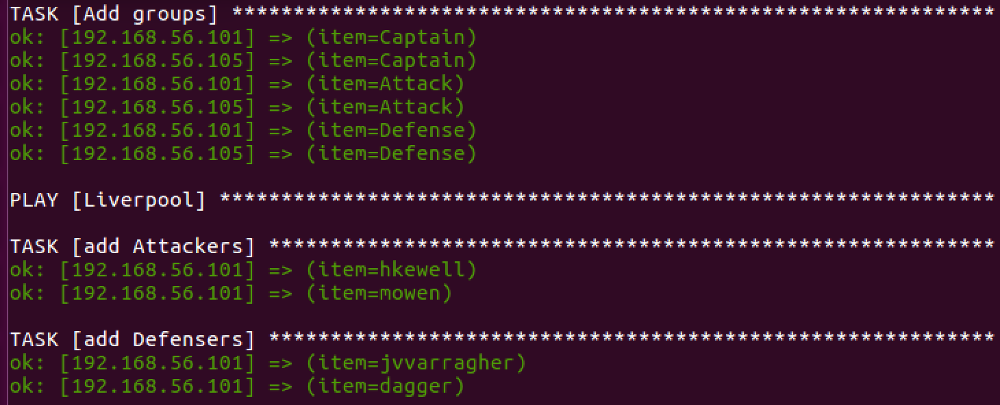 TASK [Add groups] **************************************************************
ok: [192.168.56.101] => (item=Captain)
ok: [192.168.56.105] => (item=Captain)
ok: [192.168.56.101] => (item=Attack)
ok: [192.168.56.105] => (item=Attack)
ok: [192.168.56.101] => (item=Defense)
ok: [192.168.56.105] => (item=Defense)
PLAY [Liverpool] ***************************************************************
TASK [add Attackers] ***********************************************************
ok: [192.168.56.101] => (item=hkewell)
ok: [192.168.56.101] => (item=mowen)
TASK [add Defensers] ***********************************************************
ok: [192.168.56.101] => (item=jvvarragher)
ok: [192.168.56.101] => (item=dagger)